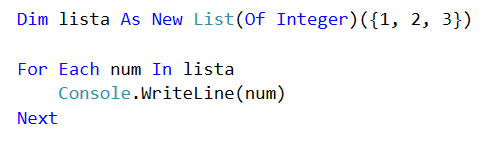 Dim lista As New List(Of Integer)({1, 2, 3})
For Each num In lista
    Console.WriteLine(num)
Next